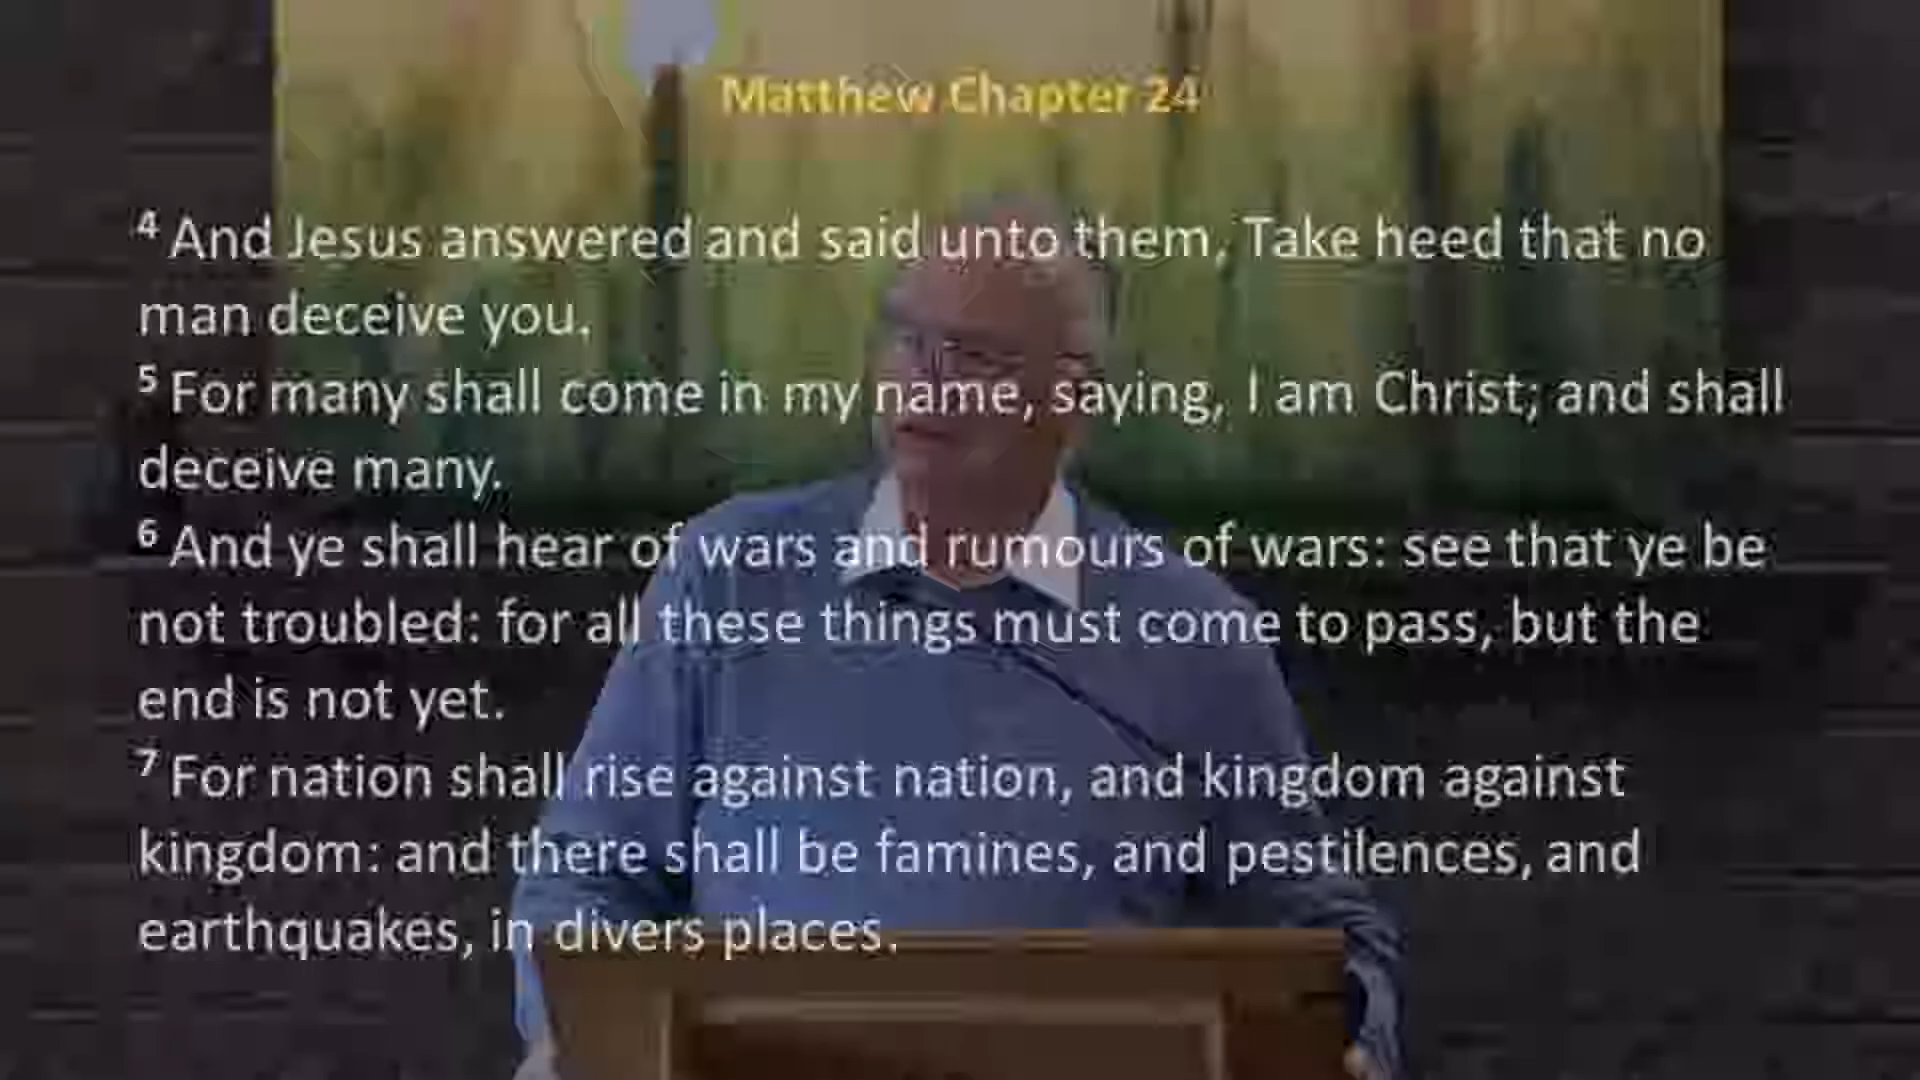 Matthew Chapter 24
4 And Jesus answered and said unto them, Take heed that no
man deceive you.
5 For many shall come in my name, saying, I am Christ; and shall
deceive many.
6 And ye shall hear of wars and rumours of wars: see that ye be
not troubled: for all these things must come to pass, but the
end is not yet.
7 For nation shall rise against nation, and kingdom against
kingdom: and there shall be famines, and pestilences, and
earthquakes, in divers places.